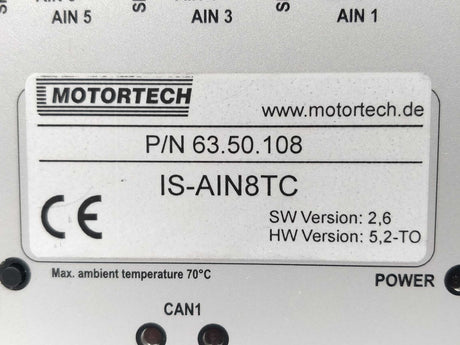 AIN 5 AIN 3 AIN 1
MOTORTECH
www.motortech.de
P/N 63.50.108
IS-AIN8TC
CE
SW Version: 2,6
HW Version: 5,2-TO
Max. ambient temperature 70°C
POWER
CAN1